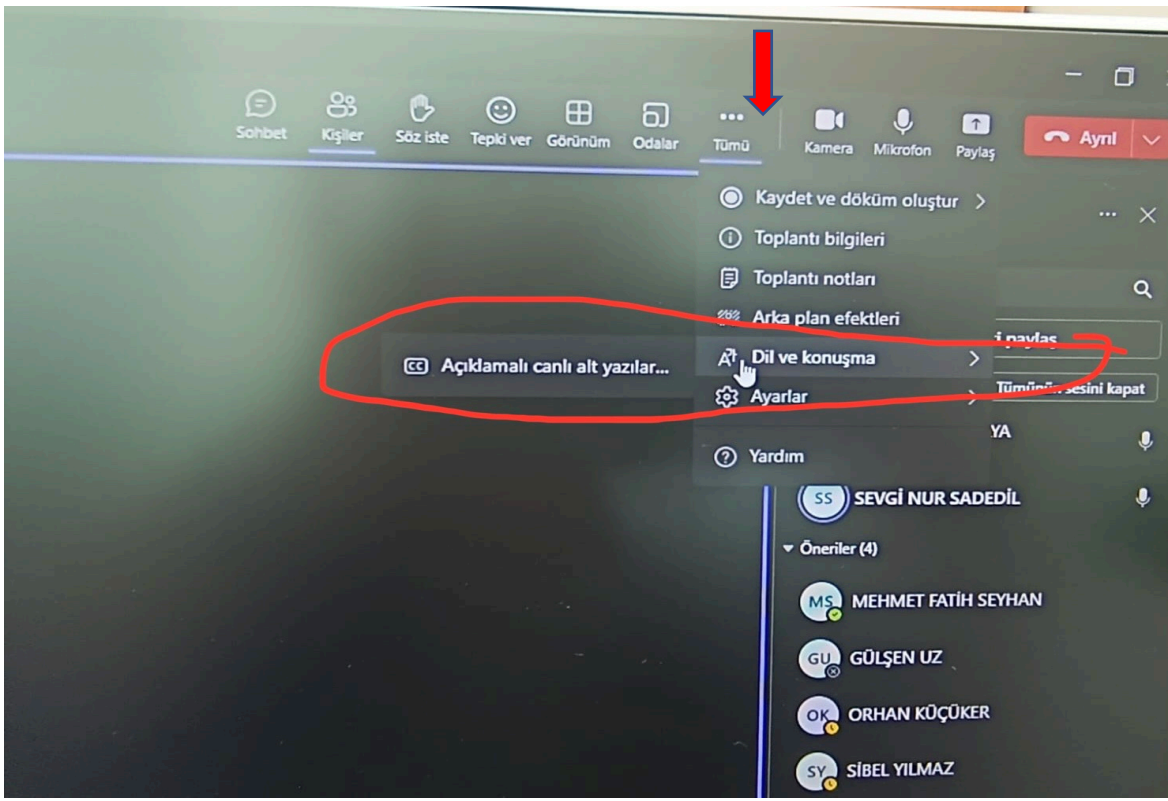 Sohbet
Kişiler
Söz iste
Tepki ver
Görünüm
Odalar
Tümü
Kamera
Mikrofon
Paylaş
Ayrıl
Kaydet ve döküm oluştur
Toplantı bilgileri
Toplantı notları
Arka plan efektleri
paylaş
CC Açıklamalı canlı alt yazılar...
Dil ve konuşma
Tümünün sesini kapat
Ayarlar
YA
Yardım
SS SEVGİ NUR SADEDİL
Öneriler (4)
MS MEHMET FATİH SEYHAN
GU GÜLŞEN UZ
OK ORHAN KÜÇÜKER
SY SİBEL YILMAZ